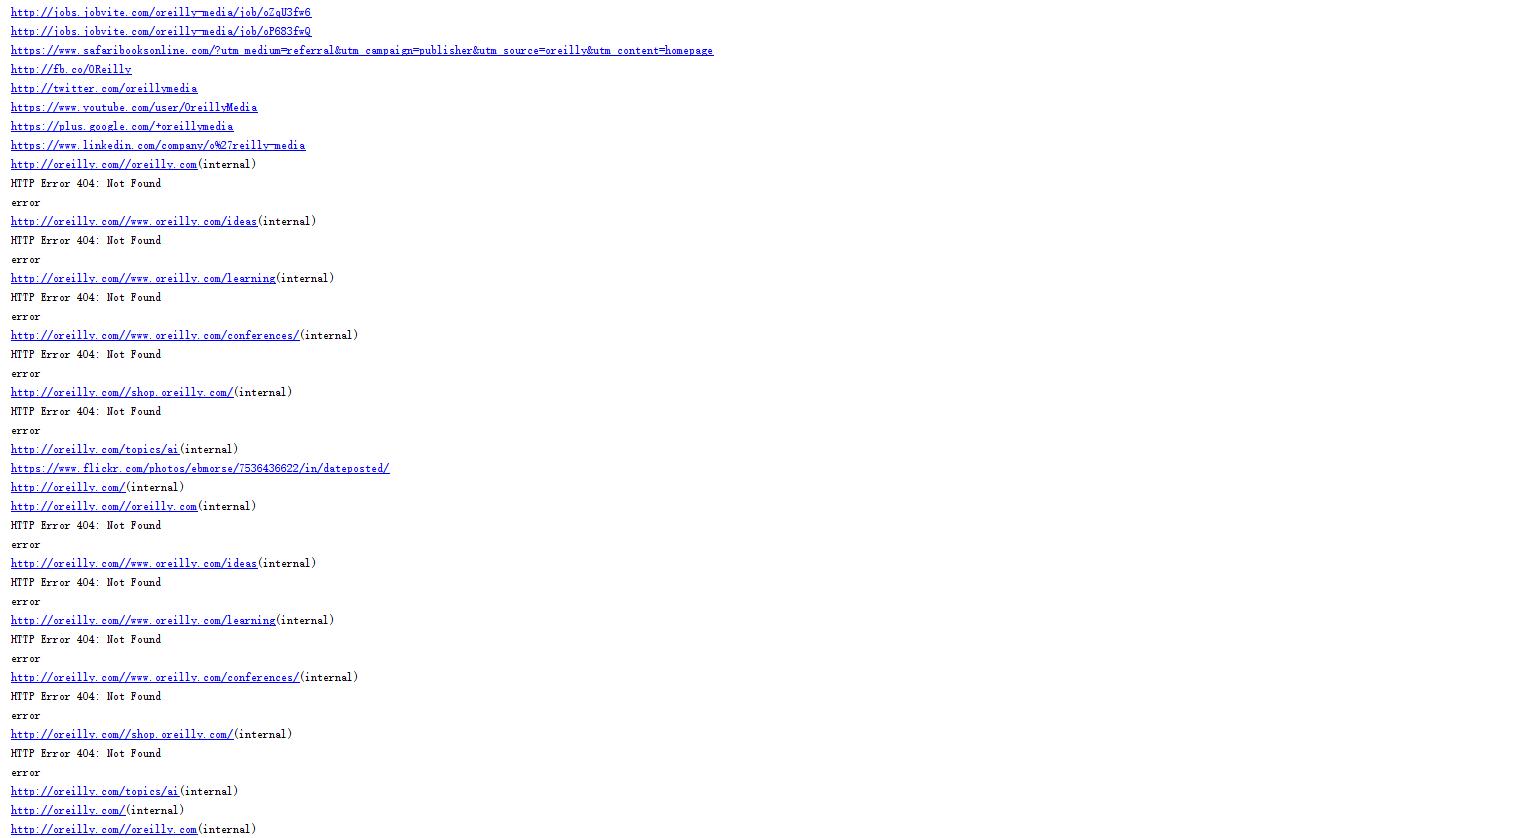 http://jobs.jobvite.com/oreilly-media/job/oZqU3fw6
http://jobs.jobvite.com/oreilly-media/job/oP683fwQ
https://www.safaribooksonline.com/?utm_medium=referral&utm_campaign=publisher&utm_source=oreilly&utm_content=homepage
http://fb.co/OReilly
http://twitter.com/oreillymedia
https://www.youtube.com/user/OreillyMedia
https://plus.google.com/+oreillymedia
https://www.linkedin.com/company/o%27reilly-media
http://oreilly.com//oreilly.com(internal)
HTTP Error 404: Not Found
error
http://oreilly.com//www.oreilly.com/ideas(internal)
HTTP Error 404: Not Found
error
http://oreilly.com//www.oreilly.com/learning(internal)
HTTP Error 404: Not Found
error
http://oreilly.com//www.oreilly.com/conferences/(internal)
HTTP Error 404: Not Found
error
http://oreilly.com//shop.oreilly.com/(internal)
HTTP Error 404: Not Found
error
http://oreilly.com/topics/ai(internal)
https://www.flickr.com/photos/ebmorse/7536436622/in/dateposted/
http://oreilly.com/(internal)
http://oreilly.com//oreilly.com(internal)
HTTP Error 404: Not Found
error
http://oreilly.com//www.oreilly.com/ideas(internal)
HTTP Error 404: Not Found
error
http://oreilly.com//www.oreilly.com/learning(internal)
HTTP Error 404: Not Found
error
http://oreilly.com//www.oreilly.com/conferences/(internal)
HTTP Error 404: Not Found
error
http://oreilly.com//shop.oreilly.com/(internal)
HTTP Error 404: Not Found
error
http://oreilly.com/topics/ai(internal)
http://oreilly.com/(internal)
http://oreilly.com//oreilly.com(internal)